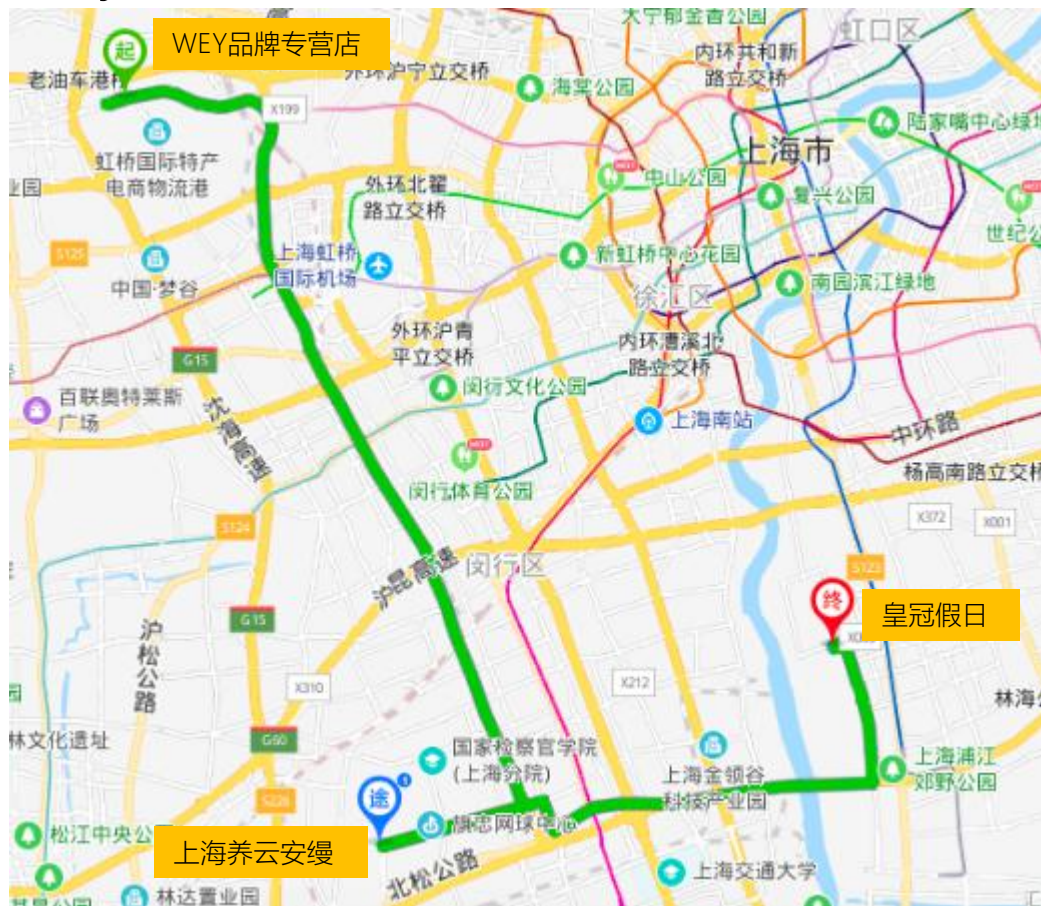 大宁郁金香公园
WEY品牌专营店
起
虹口区
内环共和新
路立交桥
外环沪宁立交桥
老油车港
海棠公园
X199
陆家嘴中心绿地
虹桥国际特产
电商物流港
上海市
HOT
中山公园
业园
外环北翟
路立交桥
复兴公园
HOT
世纪公
S125
上海虹桥
国际机场
新虹桥中心花园
中国·梦谷
徐汇区
南园滨江绿地
外环沪青
平立交桥
内环漕溪北
路立交桥
G15
百联奥特莱斯
广场
沈海高速
闵行文化公园
上海南站
中环路
HOT
杨高南路立交桥
闵行体育公园
S124
X372
X001
沪昆高速
闵行区
S123
终
皇冠假日
G15
沪松公路
X212
X310
林海公
园
林文化遗址
G60
国家检察官学院
(上海分院)
上海浦江
郊野公园
上海金领谷
科技产业园
途
S226
旗忠网球中心
松江中央公
上海养云安缦
北松公路
上海交通大学
林达置业园